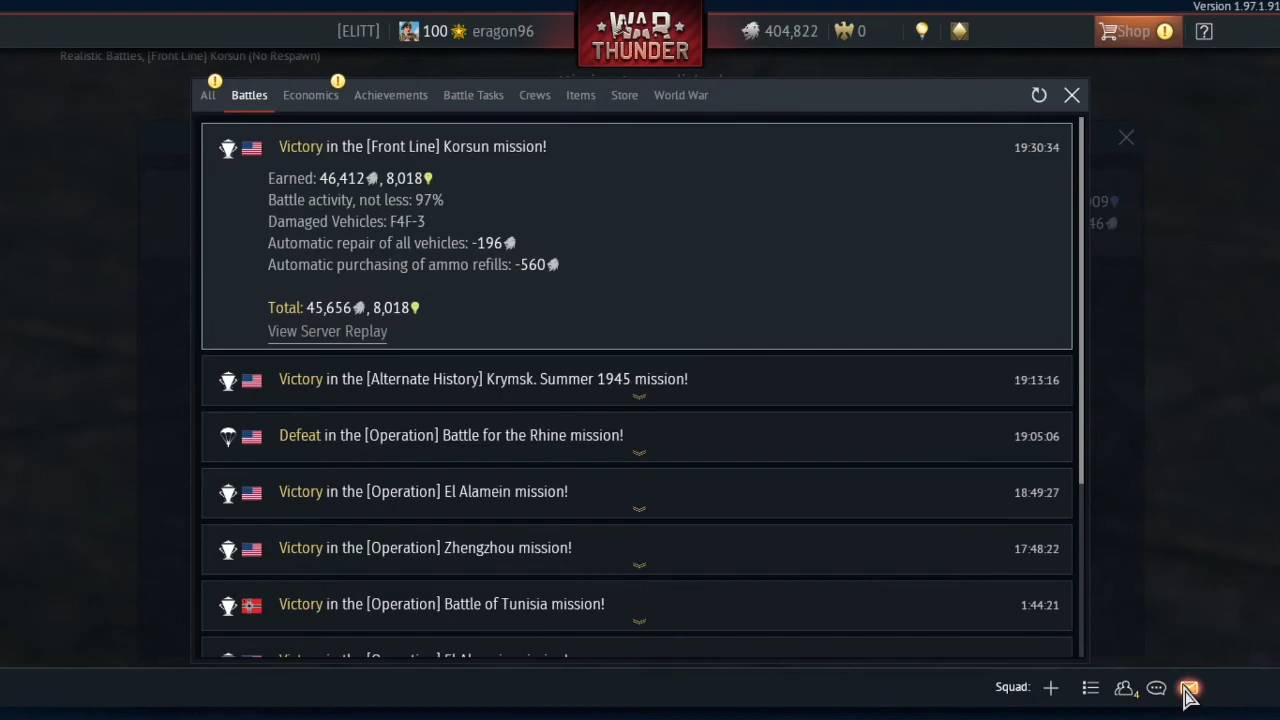 Version 1.97.1.91
[ELITT] 100 eragon96
WAR THUNDER
404,822 0
Shop !
?
Realistic Battles, [Front Line] Korsun (No Respawn)
All Battles Economics Achievements Battle Tasks Crews Items Store World War
Victory in the [Front Line] Korsun mission! 19:30:34
Earned: 46,412, 8,018
Battle activity, not less: 97%
Damaged Vehicles: F4F-3
Automatic repair of all vehicles: -196
Automatic purchasing of ammo refills: -560
Total: 45,656, 8,018
View Server Replay
Victory in the [Alternate History] Krymsk. Summer 1945 mission! 19:13:16
Defeat in the [Operation] Battle for the Rhine mission! 19:05:06
Victory in the [Operation] El Alamein mission! 18:49:27
Victory in the [Operation] Zhengzhou mission! 17:48:22
Victory in the [Operation] Battle of Tunisia mission! 1:44:21
Squad: 4